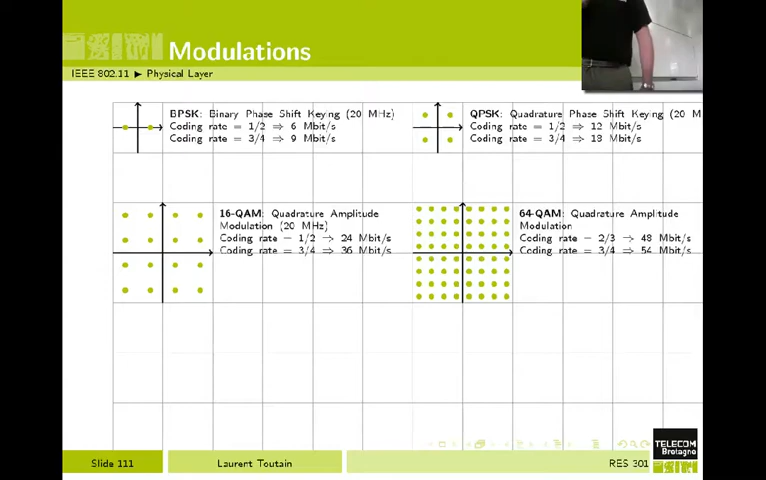 Modulations
IEEE 802.11 ▶ Physical Layer
BPSK: Binary Phase Shift Keying (20 MHz)
Coding rate = 1/2 ⇒ 6 Mbit/s
Coding rate = 3/4 ⇒ 9 Mbit/s
QPSK: Quadrature Phase Shift Keying (20 M
Coding rate = 1/2 ⇒ 12 Mbit/s
Coding rate = 3/4 ⇒ 18 Mbit/s
16-QAM: Quadrature Amplitude
Modulation (20 MHz)
Coding rate = 1/2 ⇒ 24 Mbit/s
Coding rate = 3/4 ⇒ 36 Mbit/s
64-QAM: Quadrature Amplitude
Modulation
Coding rate = 2/3 ⇒ 48 Mbit/s
Coding rate = 3/4 ⇒ 54 Mbit/s
TELECOM
Bretagne
Slide 111
Laurent Toutain
RES 301